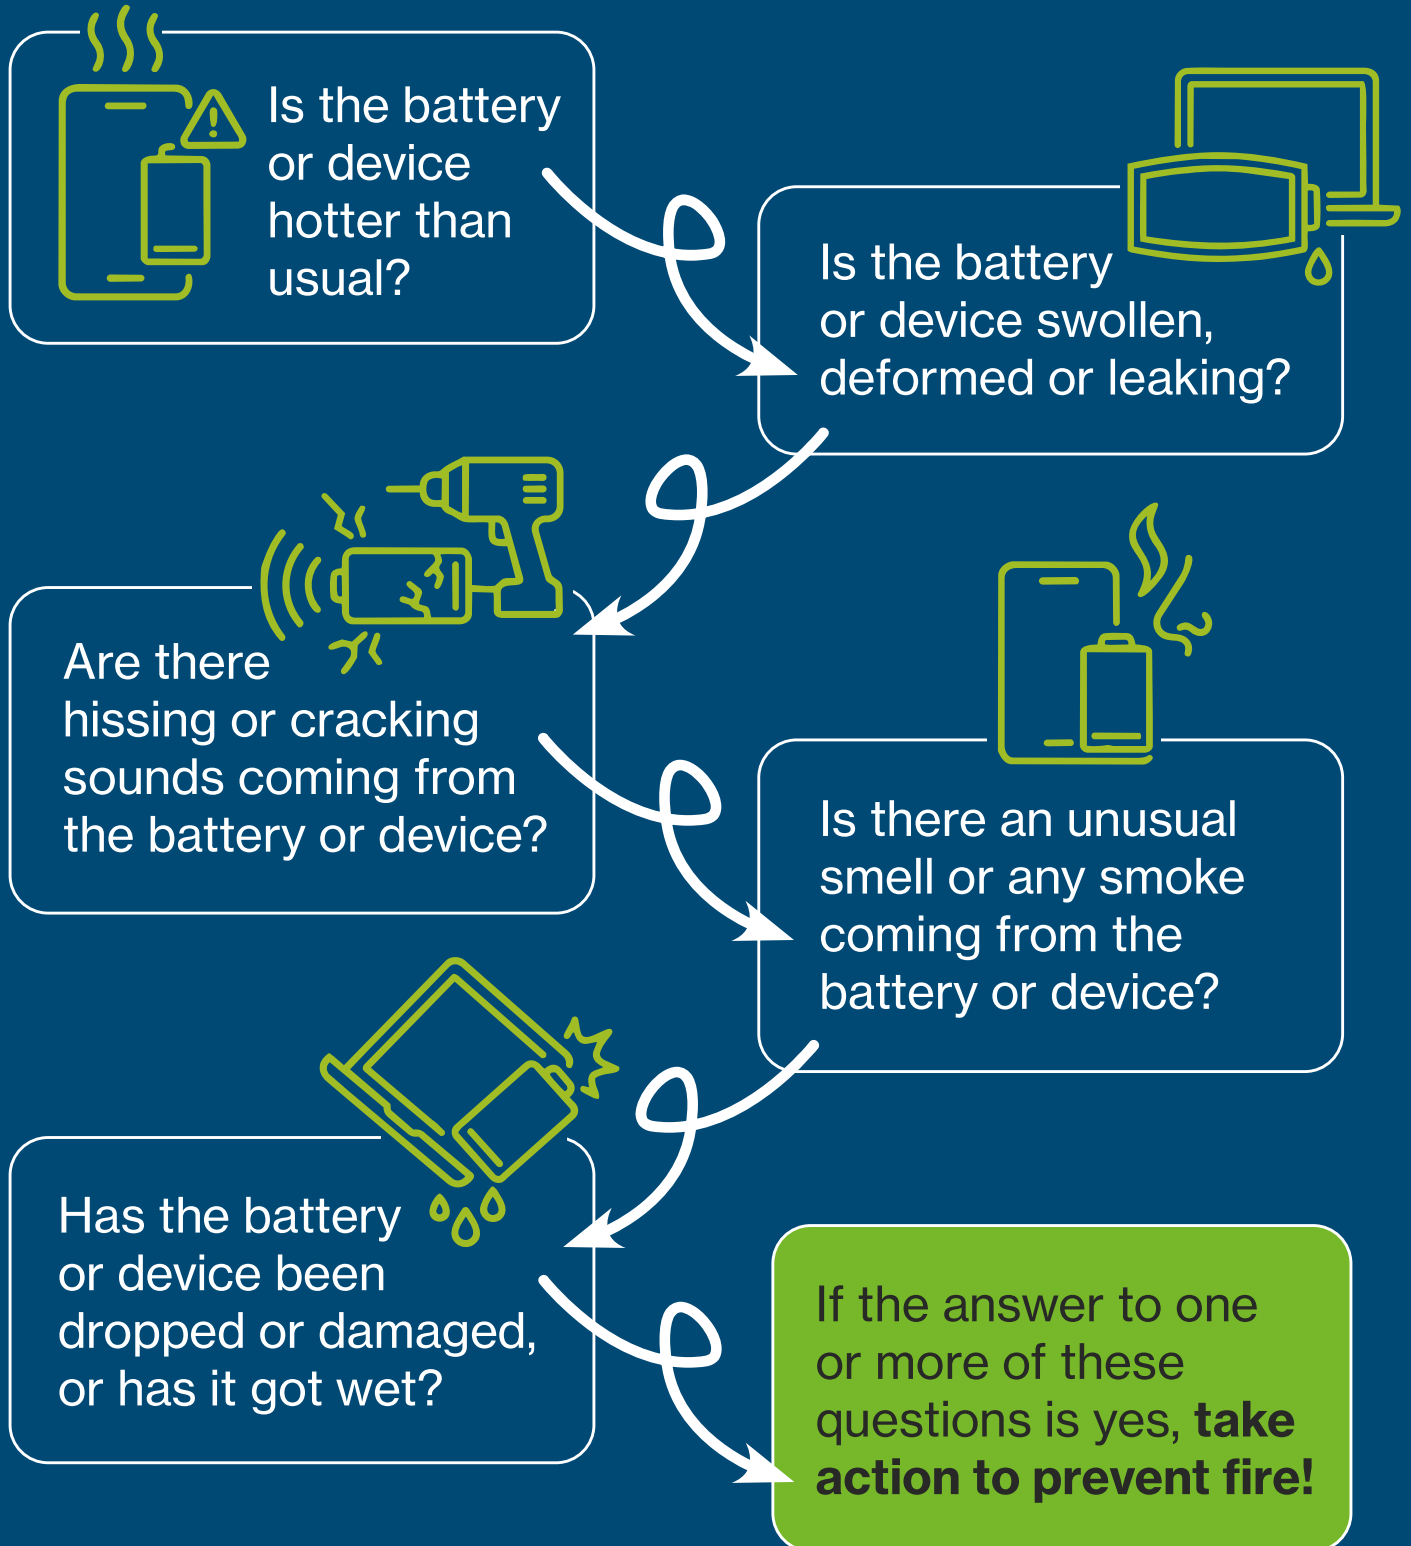 Is the battery
or device
hotter than
usual?
Is the battery
or device swollen,
deformed or leaking?
Are there
hissing or cracking
sounds coming from
the battery or device?
Is there an unusual
smell or any smoke
coming from the
battery or device?
Has the battery
or device been
dropped or damaged,
or has it got wet?
If the answer to one
or more of these
questions is yes, take
action to prevent fire!